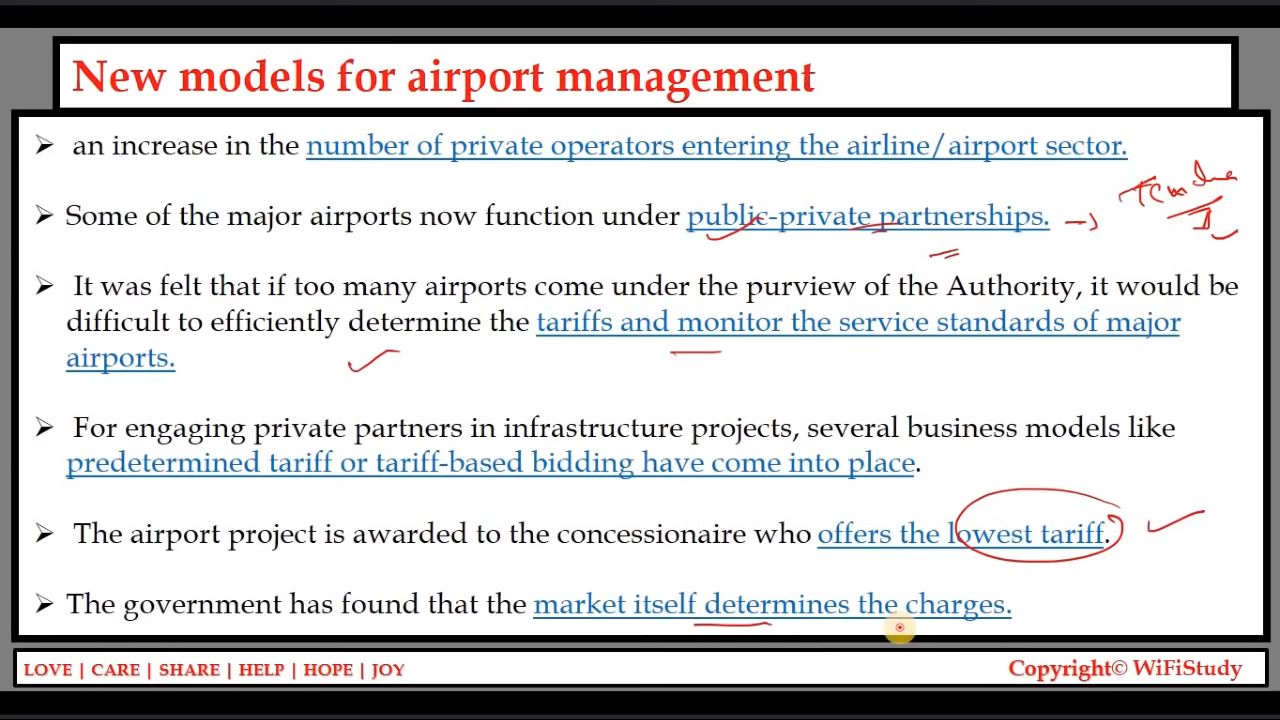 New models for airport management
➤ an increase in the number of private operators entering the airline/airport sector.
➤ Some of the major airports now function under public-private partnerships.
➤ It was felt that if too many airports come under the purview of the Authority, it would be
difficult to efficiently determine the tariffs and monitor the service standards of major
airports.
➤ For engaging private partners in infrastructure projects, several business models like
predetermined tariff or tariff-based bidding have come into place.
➤ The airport project is awarded to the concessionaire who offers the lowest tariff.
➤ The government has found that the market itself determines the charges.
LOVE | CARE | SHARE | HELP | HOPE | JOY
Copyright© WiFiStudy